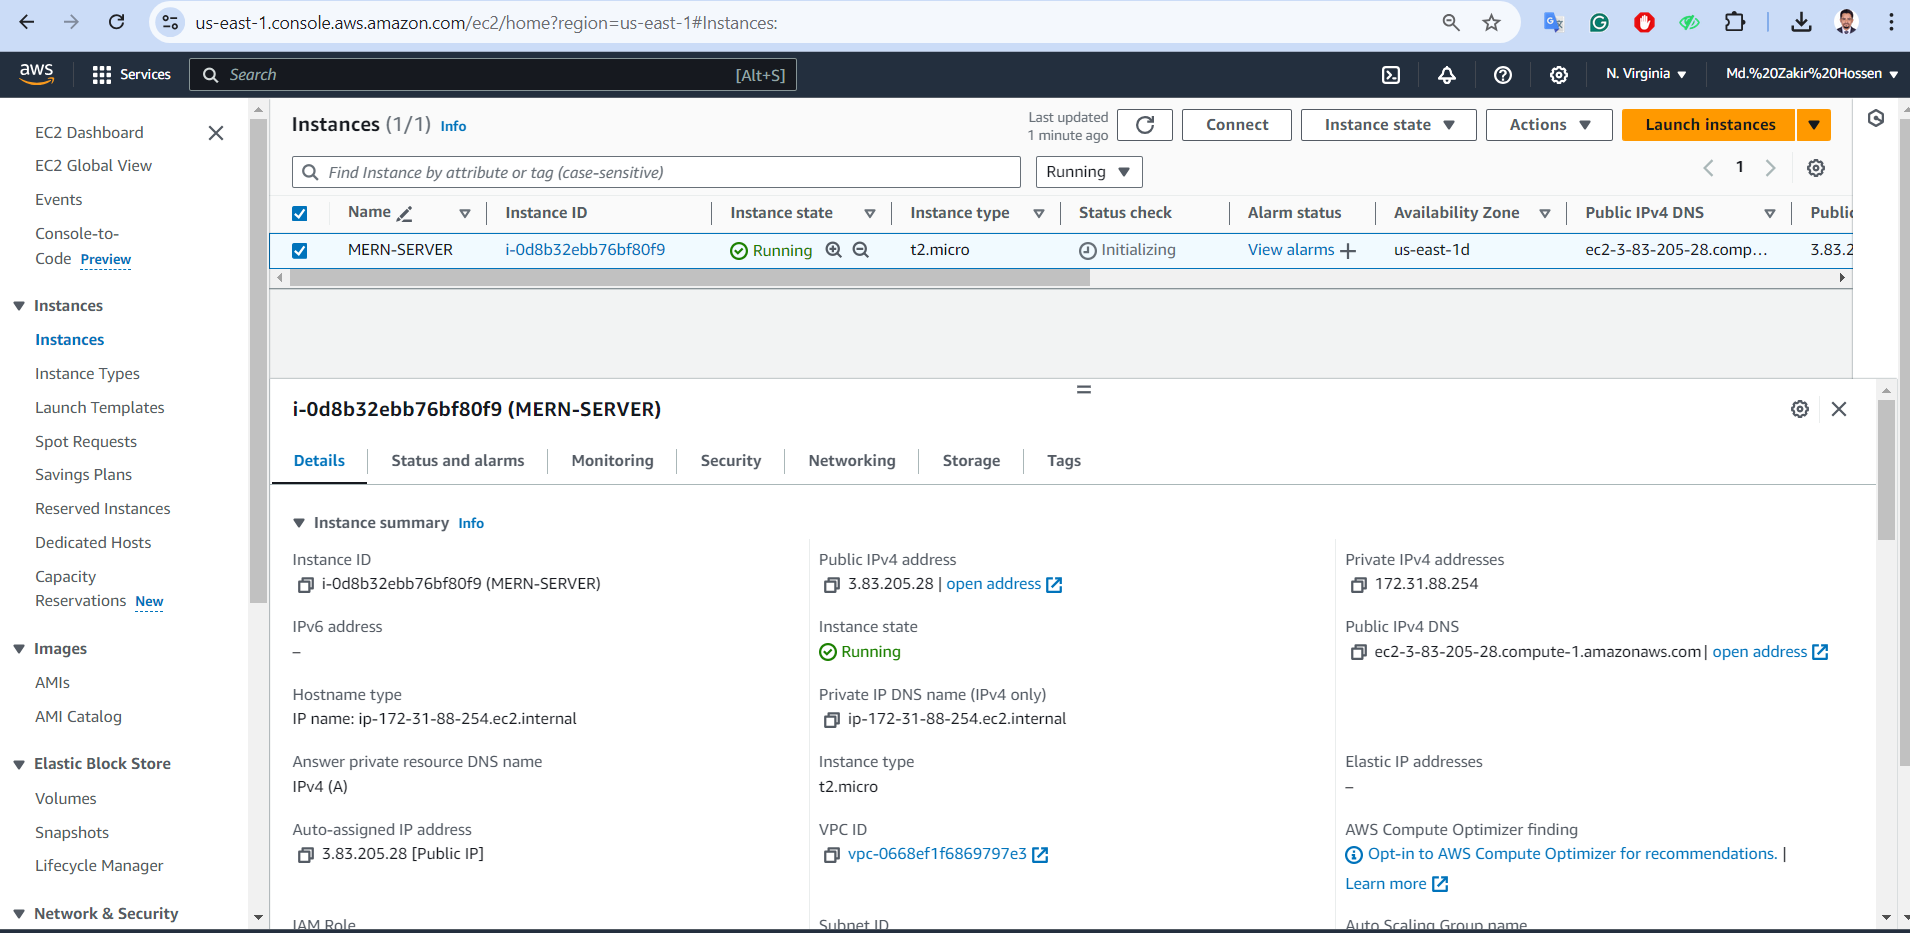 us-east-1.console.aws.amazon.com/ec2/home?region=us-east-1#Instances:
aws
Services
Search
[Alt+S]
N. Virginia
Md.%20Zakir%20Hossen
EC2 Dashboard
EC2 Global View
Events
Console-to-
Code Preview
Instances
Instances
Instance Types
Launch Templates
Spot Requests
Savings Plans
Reserved Instances
Dedicated Hosts
Capacity
Reservations New
Images
AMIs
AMI Catalog
Elastic Block Store
Volumes
Snapshots
Lifecycle Manager
Network & Security
Instances (1/1) Info
Last updated
1 minute ago
Connect
Instance state
Actions
Launch instances
Find Instance by attribute or tag (case-sensitive)
Running
1
Name
Instance ID
Instance state
Instance type
Status check
Alarm status
Availability Zone
Public IPv4 DNS
Public
MERN-SERVER
i-0d8b32ebb76bf80f9
Running
t2.micro
Initializing
View alarms
us-east-1d
ec2-3-83-205-28.comp…
3.83.2
i-0d8b32ebb76bf80f9 (MERN-SERVER)
Details
Status and alarms
Monitoring
Security
Networking
Storage
Tags
Instance summary Info
Instance ID
i-0d8b32ebb76bf80f9 (MERN-SERVER)
Public IPv4 address
3.83.205.28 | open address
Private IPv4 addresses
172.31.88.254
IPv6 address
–
Instance state
Running
Public IPv4 DNS
ec2-3-83-205-28.compute-1.amazonaws.com | open address
Hostname type
IP name: ip-172-31-88-254.ec2.internal
Private IP DNS name (IPv4 only)
ip-172-31-88-254.ec2.internal
Answer private resource DNS name
IPv4 (A)
Instance type
t2.micro
Elastic IP addresses
–
Auto-assigned IP address
3.83.205.28 [Public IP]
VPC ID
vpc-0668ef1f6869797e3
AWS Compute Optimizer finding
Opt-in to AWS Compute Optimizer for recommendations. |
Learn more
IAM Role
Subnet ID
Auto Scaling Group name